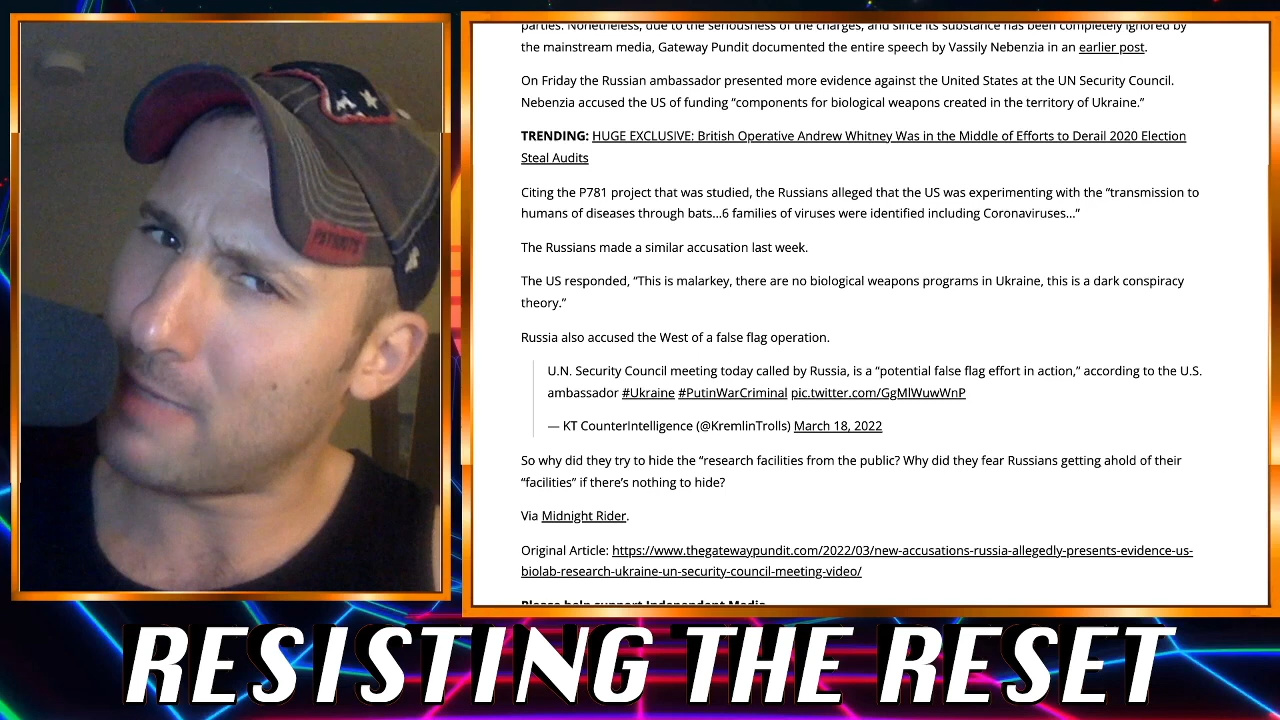 PATRIOTS
parties. Nonetheless, due to the seriousness of the charges, and since its substance has been completely ignored by
the mainstream media, Gateway Pundit documented the entire speech by Vassily Nebenzia in an earlier post.
On Friday the Russian ambassador presented more evidence against the United States at the UN Security Council.
Nebenzia accused the US of funding “components for biological weapons created in the territory of Ukraine.”
TRENDING: HUGE EXCLUSIVE: British Operative Andrew Whitney Was in the Middle of Efforts to Derail 2020 Election
Steal Audits
Citing the P781 project that was studied, the Russians alleged that the US was experimenting with the “transmission to
humans of diseases through bats…6 families of viruses were identified including Coronaviruses…”
The Russians made a similar accusation last week.
The US responded, “This is malarkey, there are no biological weapons programs in Ukraine, this is a dark conspiracy
theory.”
Russia also accused the West of a false flag operation.
U.N. Security Council meeting today called by Russia, is a “potential false flag effort in action,” according to the U.S.
ambassador #Ukraine #PutinWarCriminal pic.twitter.com/GgMlWuwWnP
— KT CounterIntelligence (@KremlinTrolls) March 18, 2022
So why did they try to hide the “research facilities from the public? Why did they fear Russians getting ahold of their
“facilities” if there’s nothing to hide?
Via Midnight Rider.
Original Article: https://www.thegatewaypundit.com/2022/03/new-accusations-russia-allegedly-presents-evidence-us-
biolab-research-ukraine-un-security-council-meeting-video/
Please help support Independent Media
RESISTING THE RESET